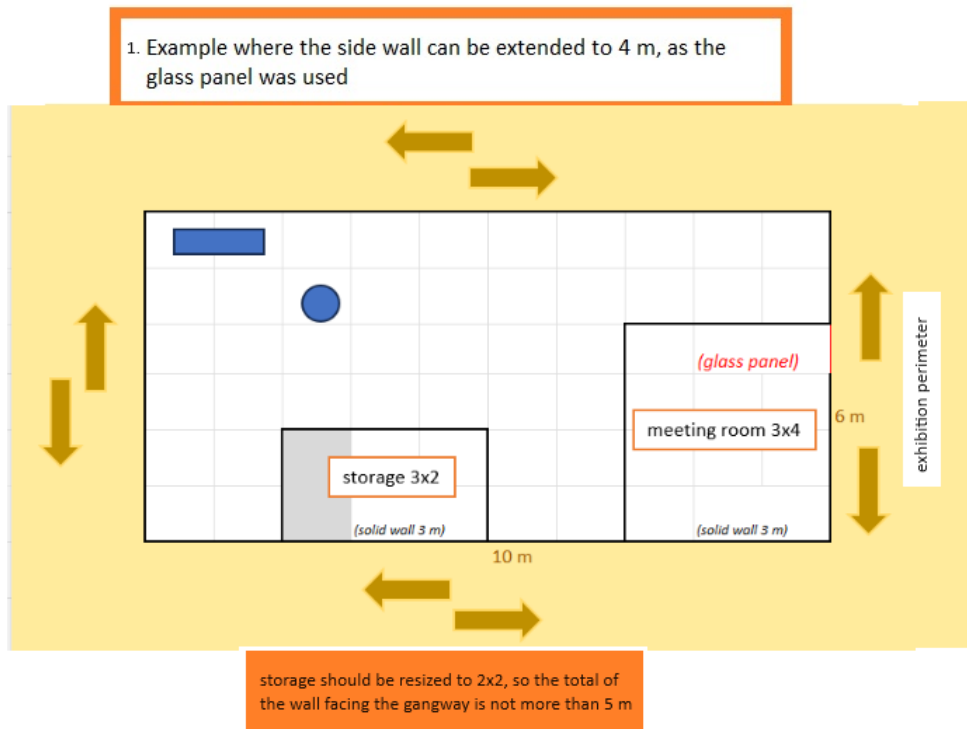 1. Example where the side wall can be extended to 4 m, as the
glass panel was used
(glass panel)
exhibition perimeter
6 m
meeting room 3x4
storage 3x2
(solid wall 3 m)
(solid wall 3 m)
10 m
storage should be resized to 2x2, so the total of
the wall facing the gangway is not more than 5 m